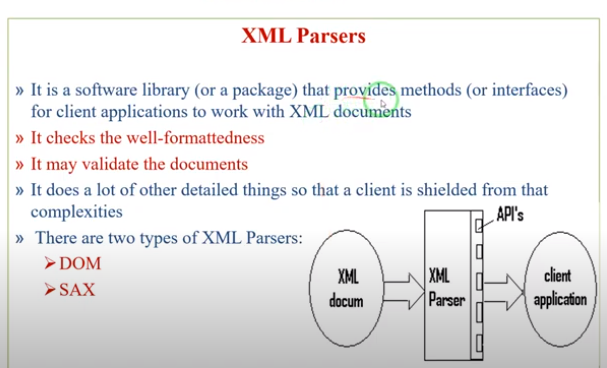 XML Parsers
» It is a software library (or a package) that provides methods (or interfaces)
for client applications to work with XML documents
» It checks the well-formattedness
» It may validate the documents
» It does a lot of other detailed things so that a client is shielded from that
complexities
» There are two types of XML Parsers:
➢DOM
➢SAX
API's
XML
docum
XML
Parser
client
application